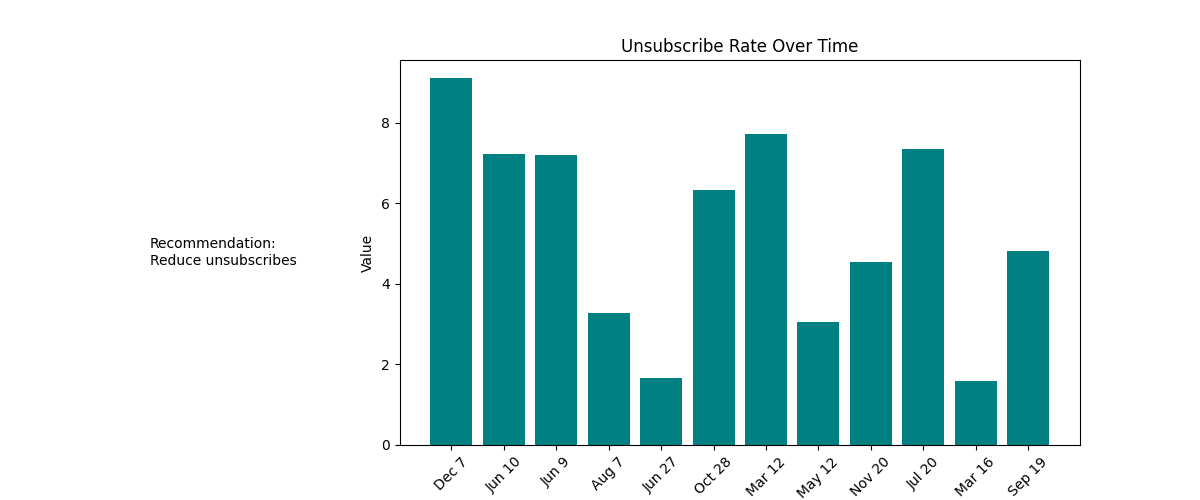 Unsubscribe Rate Over Time
Recommendation:
Reduce unsubscribes
Value
8
6
4
2
0
Dec 7
Jun 10
Jun 9
Aug 7
Jun 27
Oct 28
Mar 12
May 12
Nov 20
Jul 20
Mar 16
Sep 19